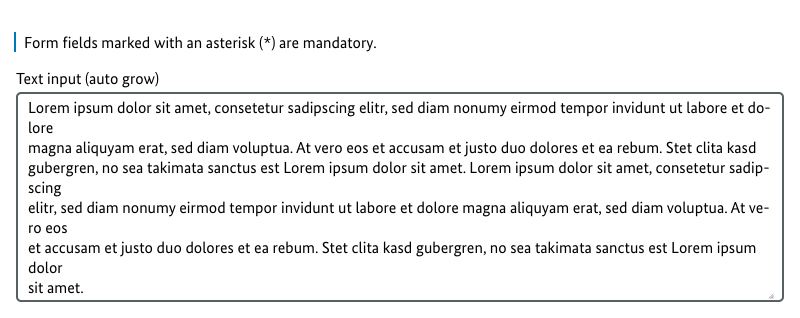 Form fields marked with an asterisk (*) are mandatory.
Text input (auto grow)
Lorem ipsum dolor sit amet, consetetur sadipscing elitr, sed diam nonumy eirmod tempor invidunt ut labore et do-
lore
magna aliquyam erat, sed diam voluptua. At vero eos et accusam et justo duo dolores et ea rebum. Stet clita kasd
gubergren, no sea takimata sanctus est Lorem ipsum dolor sit amet. Lorem ipsum dolor sit amet, consetetur sadip-
scing
elitr, sed diam nonumy eirmod tempor invidunt ut labore et dolore magna aliquyam erat, sed diam voluptua. At ve-
ro eos
et accusam et justo duo dolores et ea rebum. Stet clita kasd gubergren, no sea takimata sanctus est Lorem ipsum
dolor
sit amet.